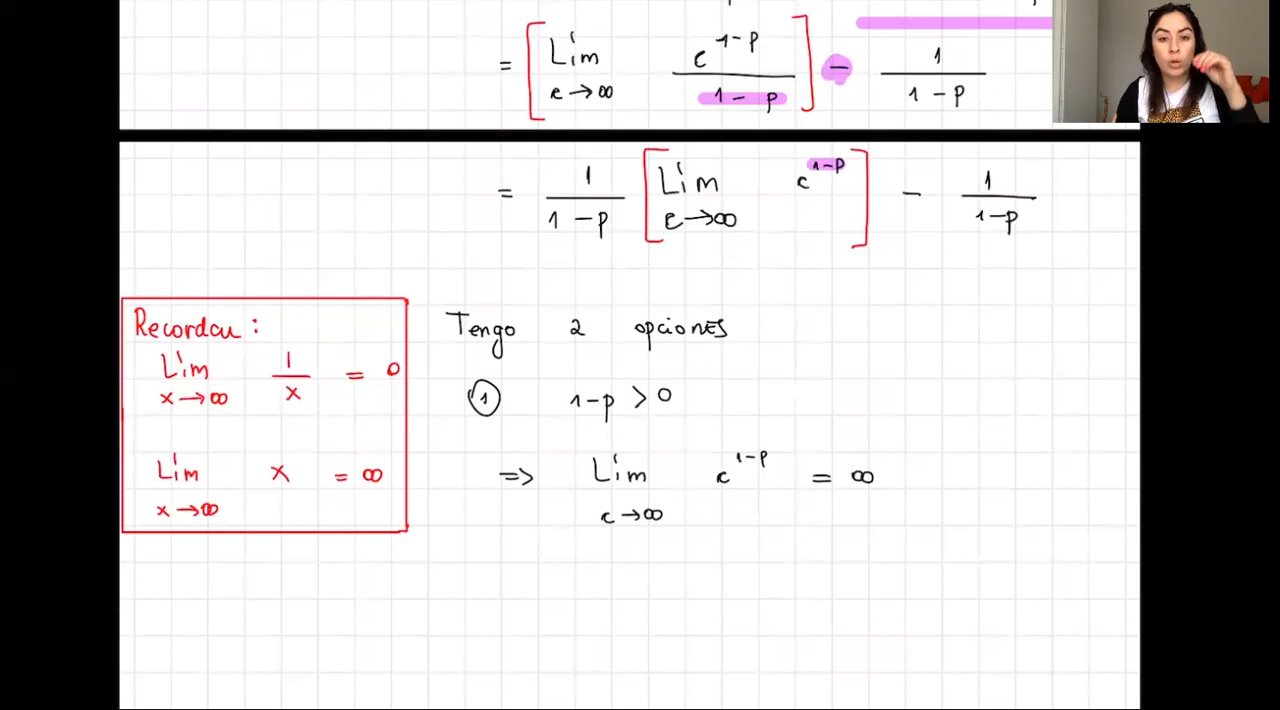 = [ Lim c→∞ c^(1-p) / (1-p) ] - 1 / (1-p)
= 1 / (1-p) [ Lim c→∞ c^(1-p) ] - 1 / (1-p)
Recordar:
Lim x→∞ 1/x = 0
Lim x→∞ x = ∞
Tengo 2 opciones
① 1-p > 0
=> Lim c→∞ c^(1-p) = ∞